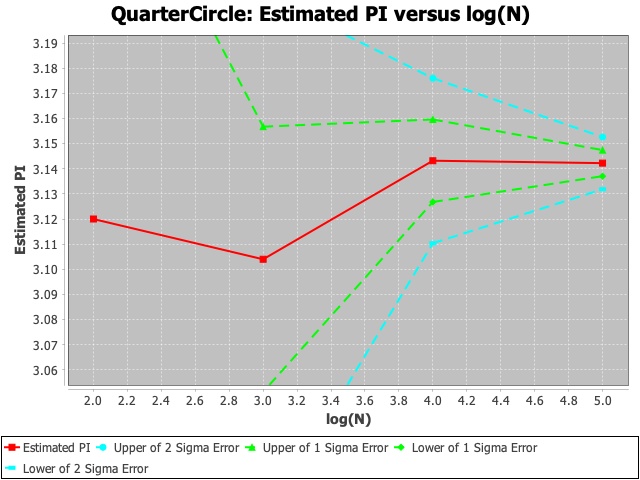 QuarterCircle: Estimated PI versus log(N)
3.19
3.18
3.17
3.16
3.15
3.14
3.13
3.12
3.11
3.10
3.09
3.08
3.07
3.06
Estimated PI
2.0 2.2 2.4 2.6 2.8 3.0 3.2 3.4 3.6 3.8 4.0 4.2 4.4 4.6 4.8 5.0
log(N)
Estimated PI Upper of 2 Sigma Error Upper of 1 Sigma Error Lower of 1 Sigma Error
Lower of 2 Sigma Error